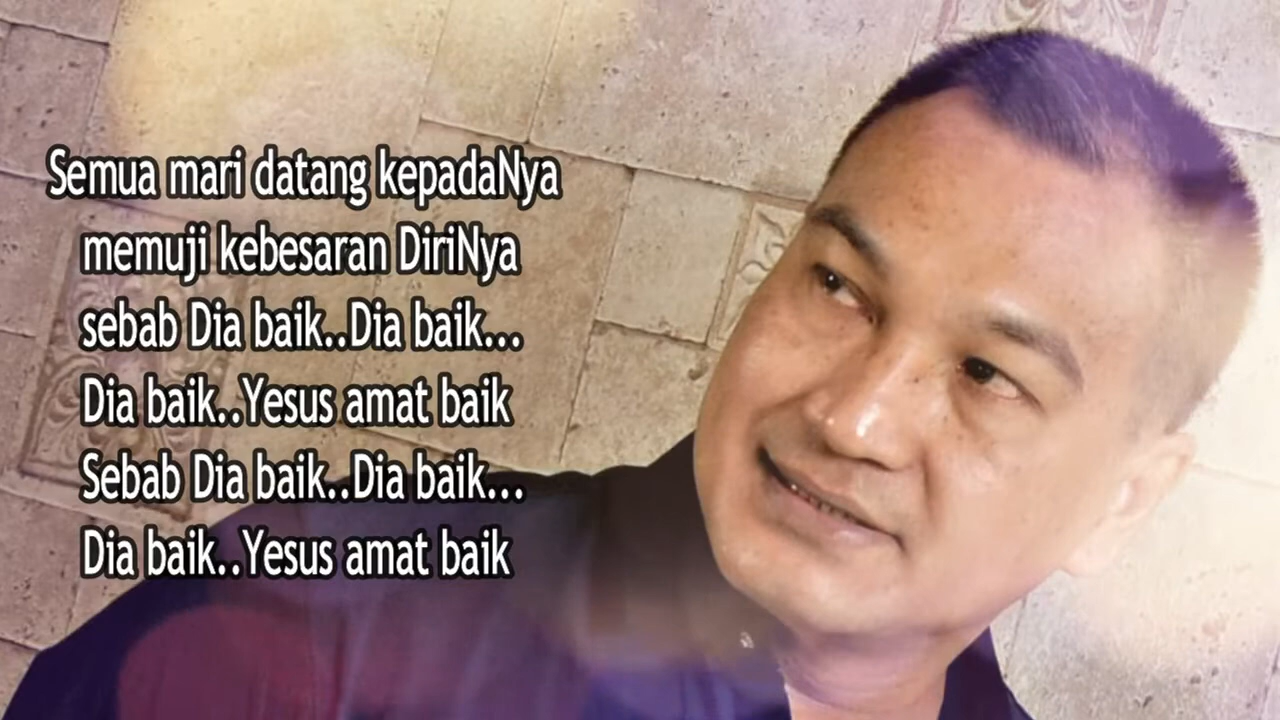 Semua mari datang kepadaNya
memuji kebesaran DiriNya
sebab Dia baik..Dia baik...
Dia baik..Yesus amat baik
Sebab Dia baik..Dia baik...
Dia baik..Yesus amat baik